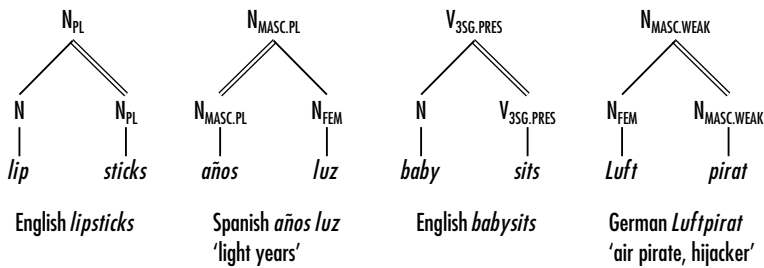 N_PL N_MASC.PL V_3SG.PRES N_MASC.WEAK
N N_PL N_MASC.PL N_FEM N V_3SG.PRES N_FEM N_MASC.WEAK
lip sticks años luz baby sits Luft pirat
English lipsticks Spanish años luz English babysits German Luftpirat
‘light years’ ‘air pirate, hijacker’